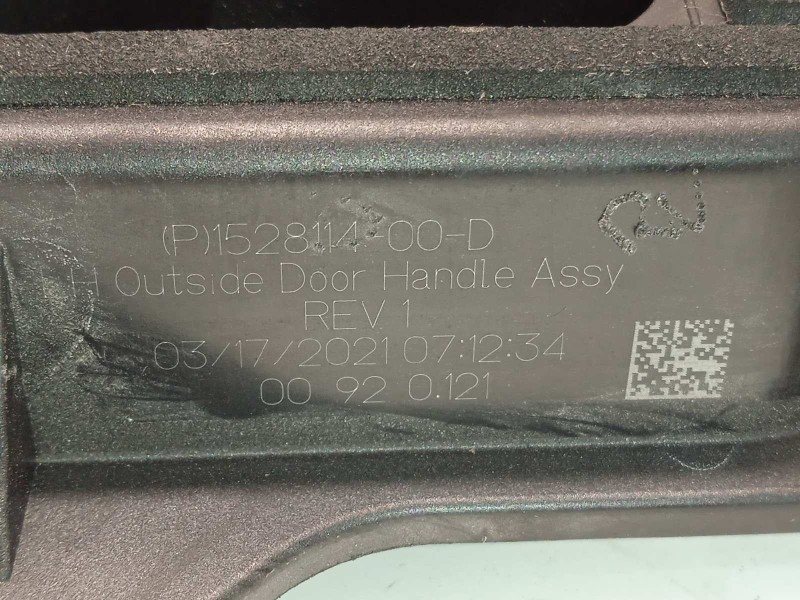 (P)1528114-00-D
H Outside Door Handle Assy
REV 1
03/17/2021 07:12:34
00 92 0.121